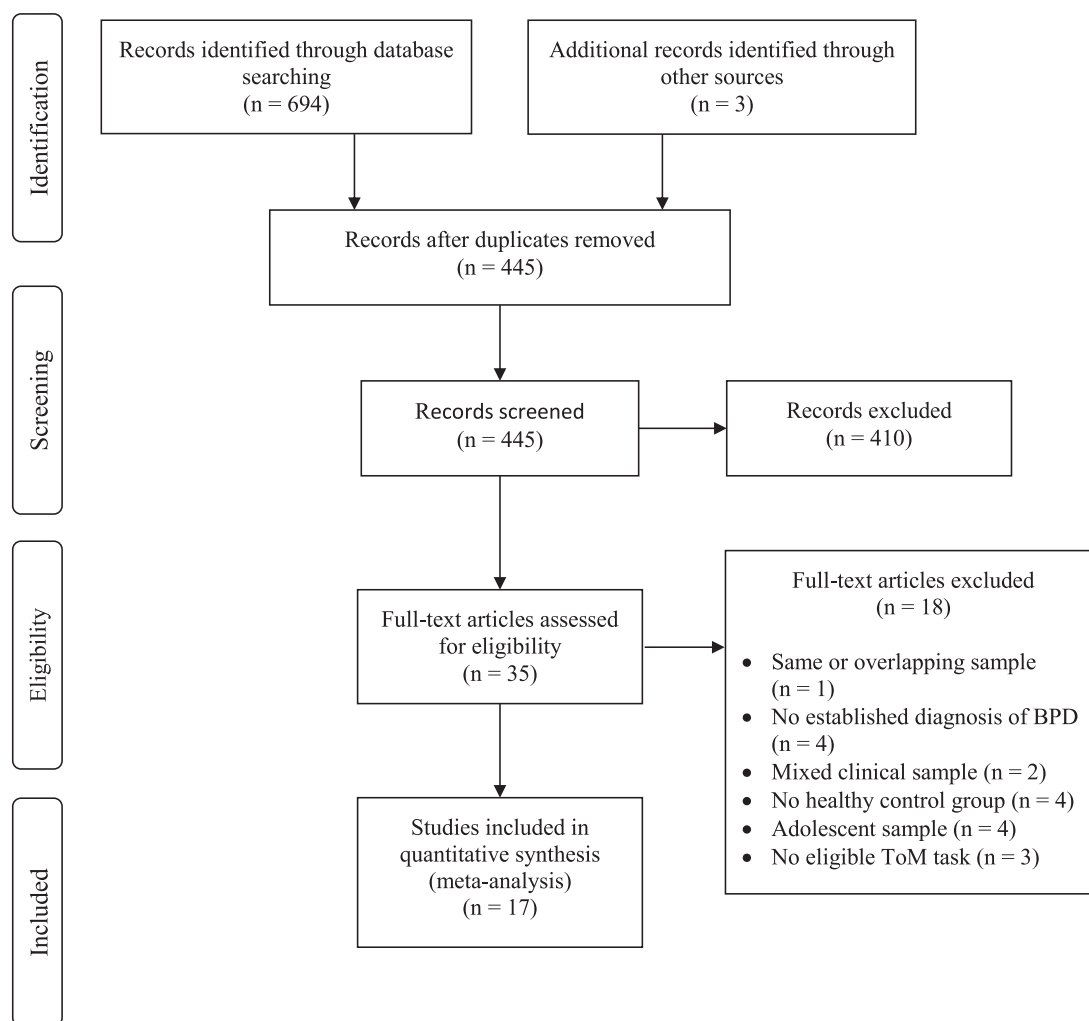 Identification
Records identified through database
searching
(n = 694)
Additional records identified through
other sources
(n = 3)
Records after duplicates removed
(n = 445)
Screening
Records screened
(n = 445)
Records excluded
(n = 410)
Eligibility
Full-text articles assessed
for eligibility
(n = 35)
Full-text articles excluded
(n = 18)
• Same or overlapping sample
(n = 1)
• No established diagnosis of BPD
(n = 4)
• Mixed clinical sample (n = 2)
• No healthy control group (n = 4)
• Adolescent sample (n = 4)
• No eligible ToM task (n = 3)
Included
Studies included in
quantitative synthesis
(meta-analysis)
(n = 17)